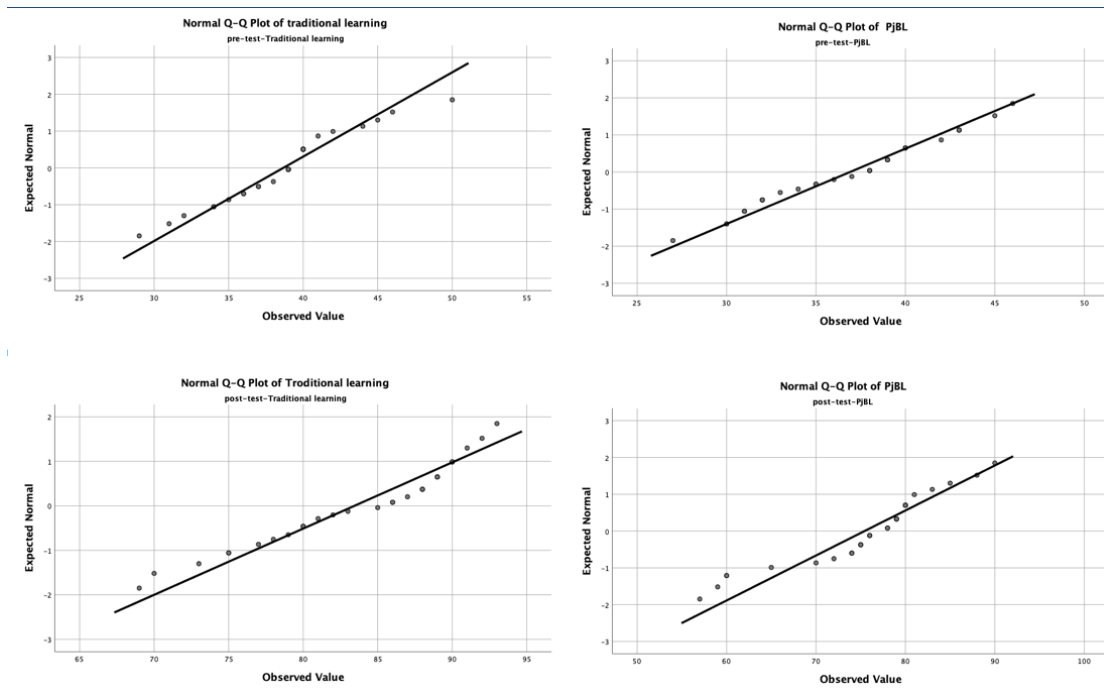 Normal Q-Q Plot of traditional learning
pre-test-Traditional learning
3
2
1
0
-1
-2
-3
Expected Normal
25 30 35 40 45 50 55
Observed Value
Normal Q-Q Plot of PjBL
pre-test-PjBL
3
2
1
0
-1
-2
-3
Expected Normal
25 30 35 40 45 50
Observed Value
Normal Q-Q Plot of Troditional learning
post-test-Traditional learning
2
1
0
-1
-2
-3
Expected Normal
65 70 75 80 85 90 95
Observed Value
Normal Q-Q Plot of PjBL
post-test-PjBL
3
2
1
0
-1
-2
-3
Expected Normal
50 60 70 80 90 100
Observed Value